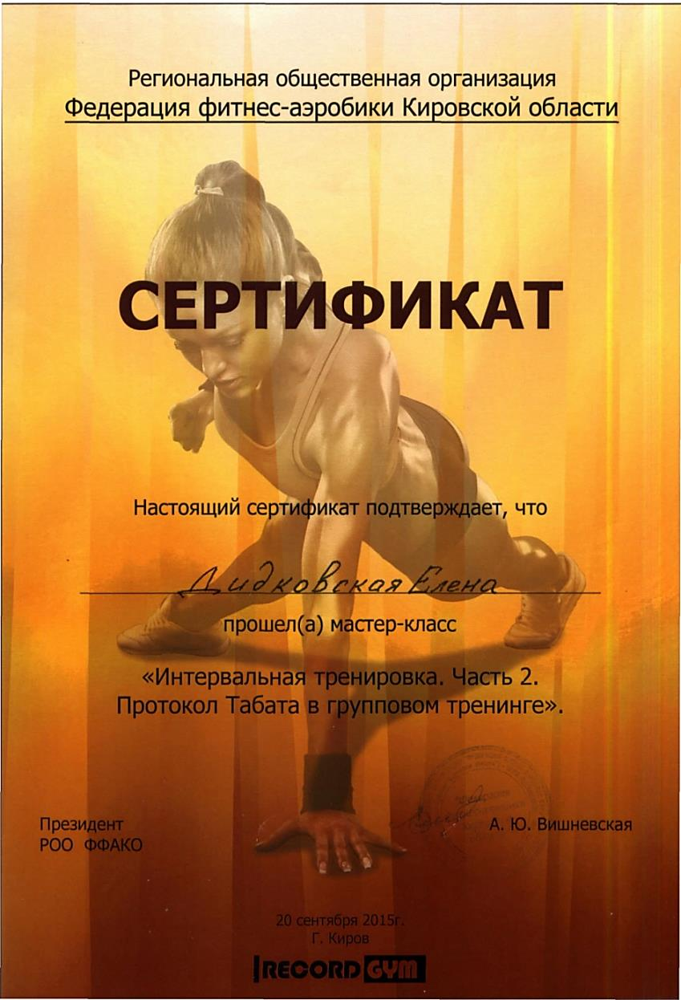 Региональная общественная организация
Федерация фитнес-аэробики Кировской области
СЕРТИФИКАТ
Настоящий сертификат подтверждает, что
Дидковская Елена
прошел(а) мастер-класс
«Интервальная тренировка. Часть 2.
Протокол Табата в групповом тренинге».
Президент
РОО ФФАКО
А. Ю. Вишневская
20 сентября 2015г.
Г. Киров
RECORD GYM